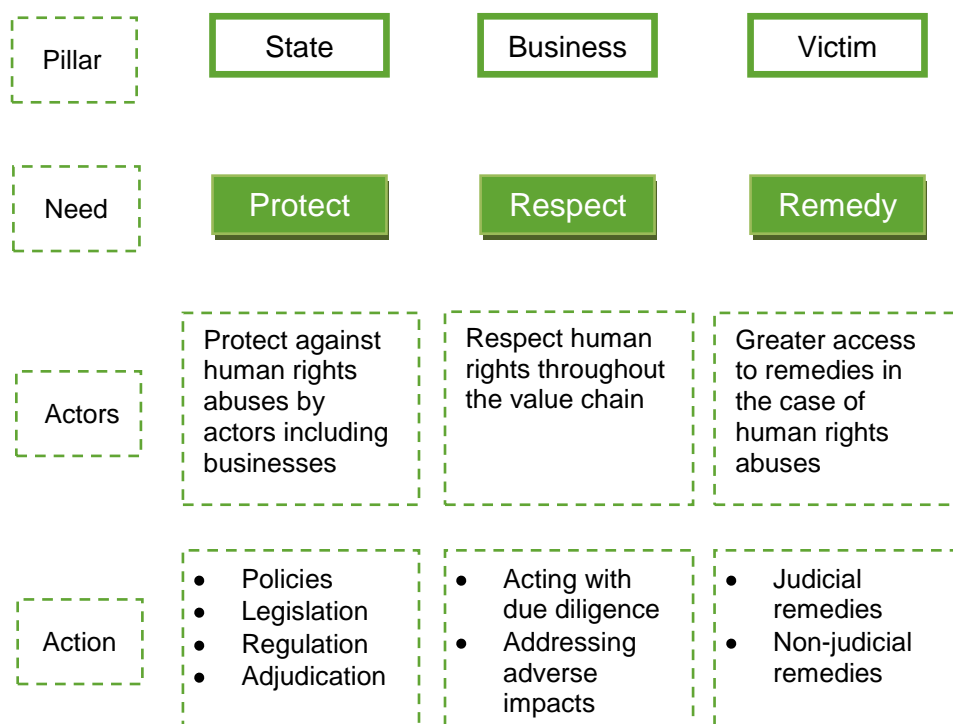 Pillar
State
Business
Victim
Need
Protect
Respect
Remedy
Actors
Protect against
human rights
abuses by
actors including
businesses
Respect human
rights throughout
the value chain
Greater access
to remedies in
the case of
human rights
abuses
Action
• Policies
• Legislation
• Regulation
• Adjudication
• Acting with
due diligence
• Addressing
adverse
impacts
• Judicial
remedies
• Non-judicial
remedies